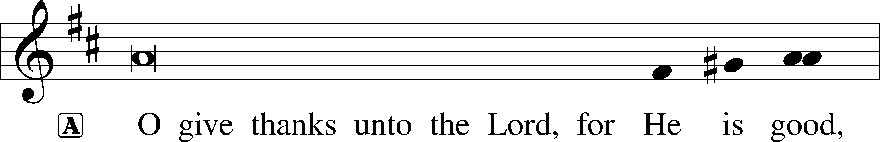 A O give thanks unto the Lord, for He is good,